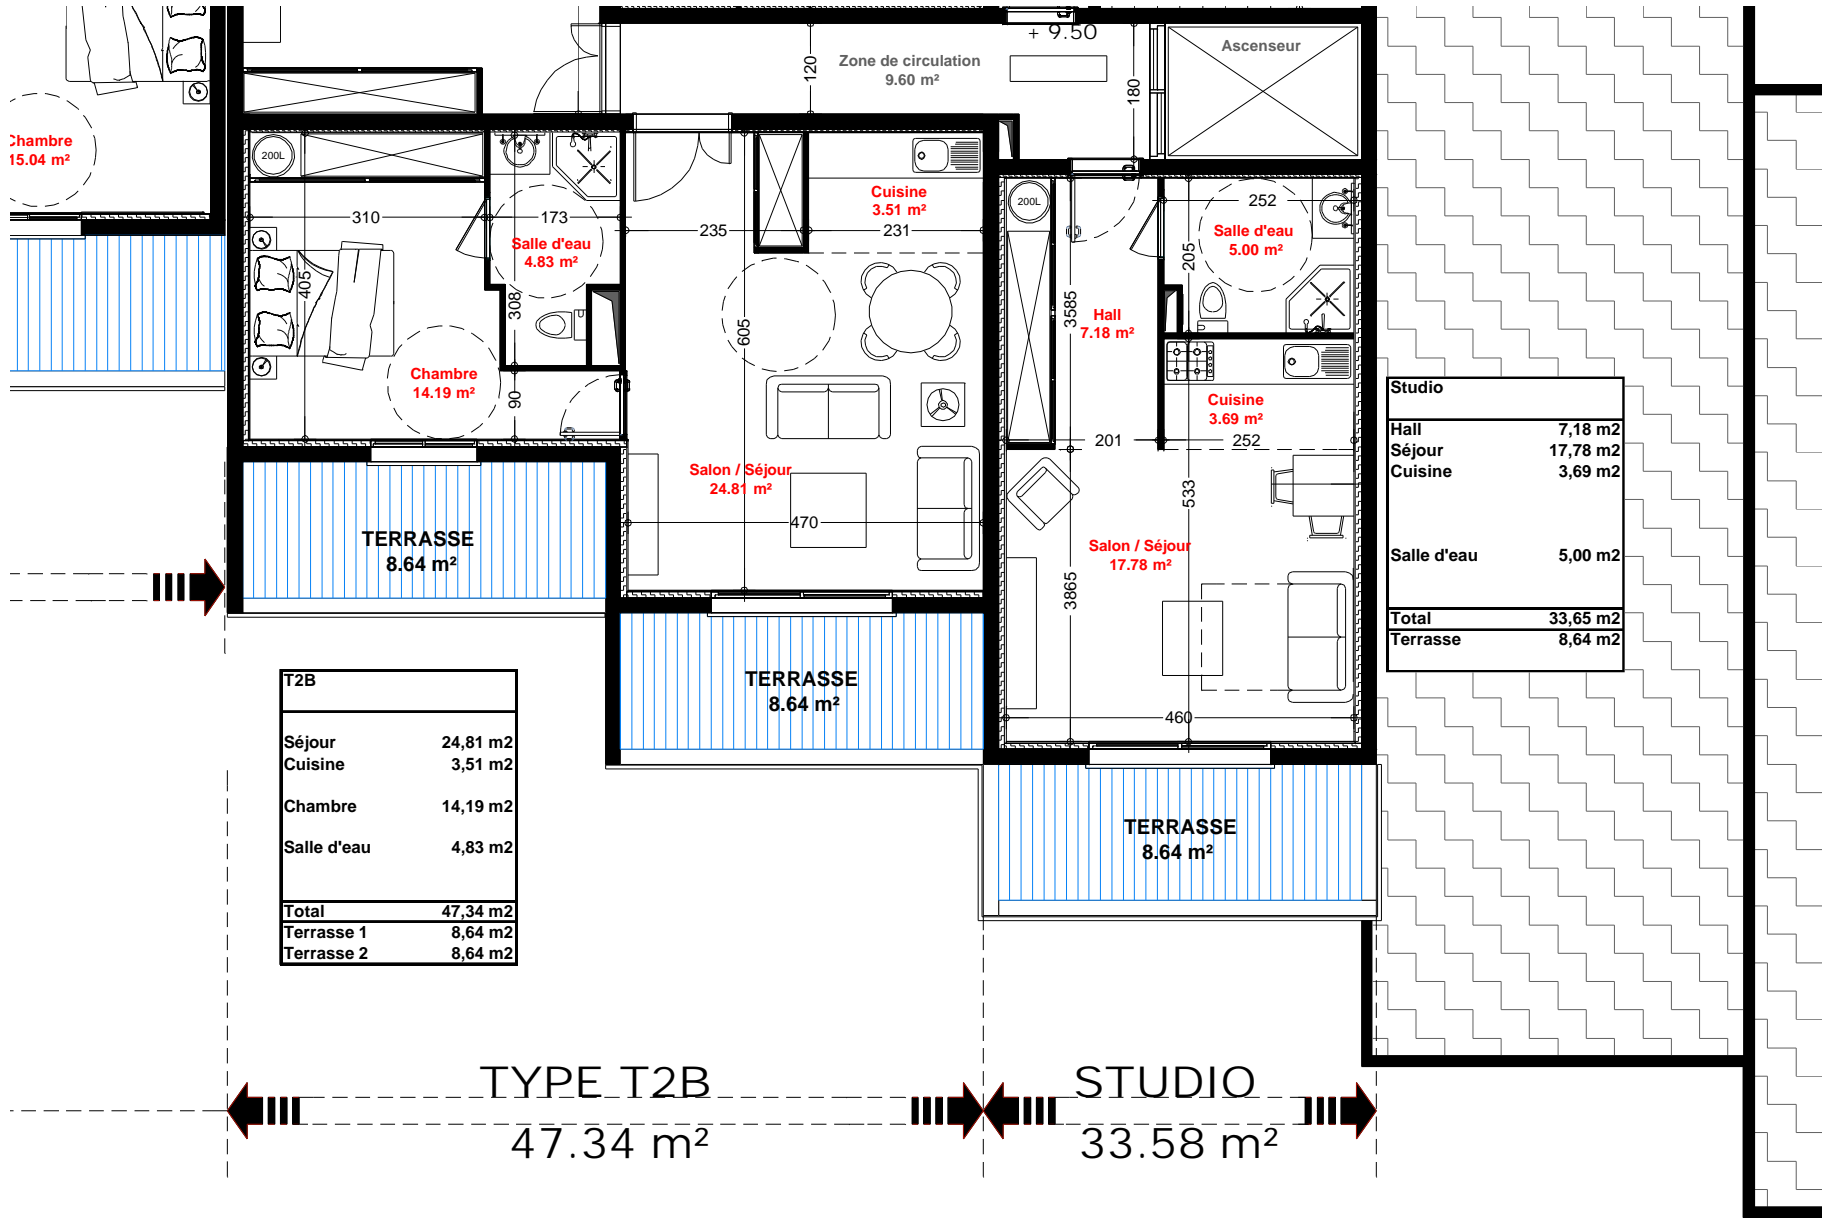 + 9.50
Zone de circulation
9.60 m²
120
180
Ascenseur
Chambre
15.04 m²
200L
310
173
235
231
Cuisine
3.51 m²
Salle d'eau
4.83 m²
405
308
605
90
Chambre
14.19 m²
Salon / Séjour
24.81 m²
470
TERRASSE
8.64 m²
TERRASSE
8.64 m²
200L
252
Salle d'eau
5.00 m²
205
3585
Hall
7.18 m²
Cuisine
3.69 m²
201
252
533
Salon / Séjour
17.78 m²
3865
460
TERRASSE
8.64 m²
Studio
Hall 7,18 m2
Séjour 17,78 m2
Cuisine 3,69 m2
Salle d'eau 5,00 m2
Total 33,65 m2
Terrasse 8,64 m2
T2B
Séjour 24,81 m2
Cuisine 3,51 m2
Chambre 14,19 m2
Salle d'eau 4,83 m2
Total 47,34 m2
Terrasse 1 8,64 m2
Terrasse 2 8,64 m2
TYPE T2B
47.34 m²
STUDIO
33.58 m²